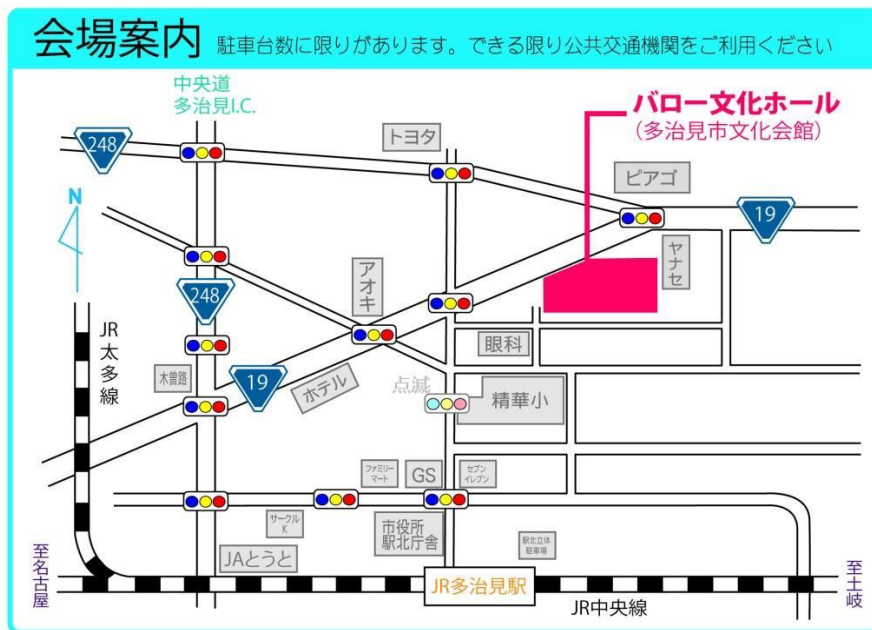 会場案内 駐車台数に限りがあります。できる限り公共交通機関をご利用ください
中央道
多治見I.C.
バロー文化ホール
(多治見市文化会館)
トヨタ
248
ピアゴ
19
N
ヤナセ
アオキ
248
JR太多線
眼科
木曽路
19
ホテル
点滅
精華小
ファミリー
マート
GS
セブン
イレブン
サークル
K
市役所
駅北庁舎
駅北立体
駐車場
JAとうと
至名古屋
JR多治見駅
JR中央線
至土岐